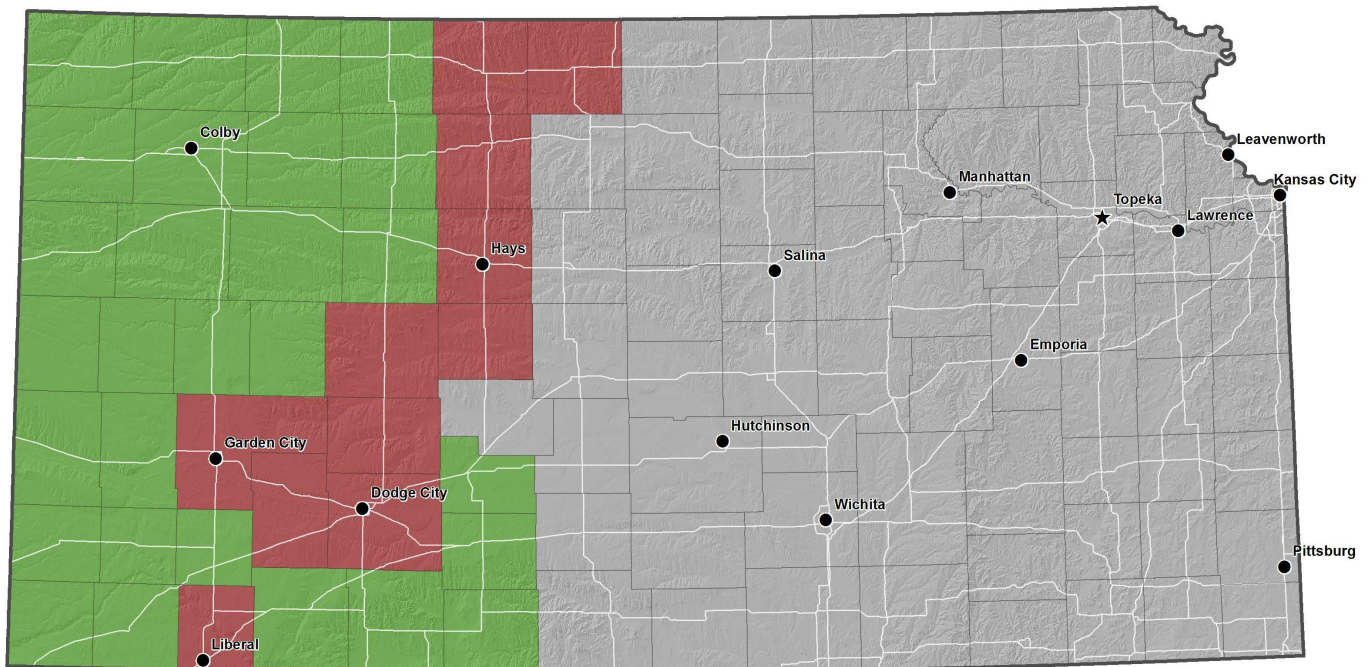 Colby
Leavenworth
Manhattan
Kansas City
Topeka
Lawrence
Hays
Salina
Emporia
Hutchinson
Garden City
Dodge City
Wichita
Pittsburg
Liberal